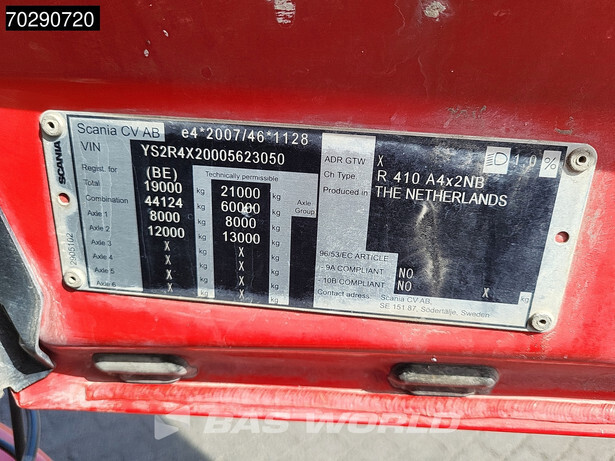 70290720
Scania CV AB e4*2007/46*1128
VIN YS2R4X20005623050
SCANIA
Regist. for (BE) Technically permissible
Total 19000 kg 21000
Combination 44124 kg 60000 kg Axle Group
Axle 1 8000 kg 8000 kg
Axle 2 12000 kg 13000 kg
Axle 3 X kg X kg
Axle 4 X kg X kg
Axle 5 X kg X kg
Axle 6 X kg X kg
2505102
ADR GTW X 1.0%
Ch Type. R 410 A4x2NB
Produced in THE NETHERLANDS
96/53/EC ARTICLE
-9A COMPLIANT NO
-10B COMPLIANT NO X kg
Contact adress: Scania CV AB,
SE 151 87, Södertälje, Sweden
BAS WORLD